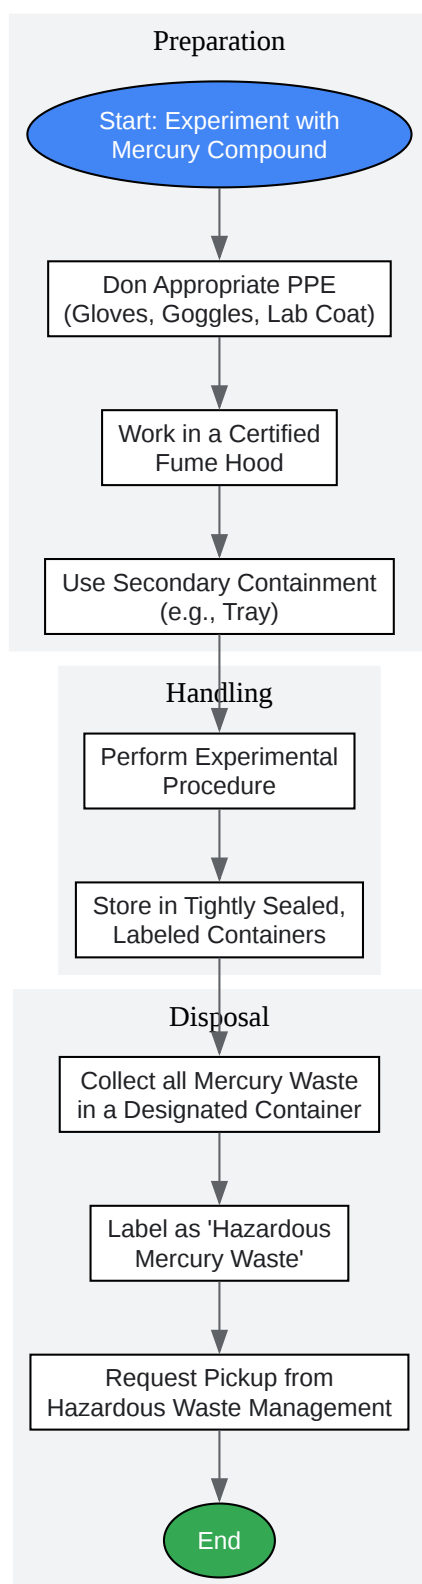 Preparation
Start: Experiment with
Mercury Compound
Don Appropriate PPE
(Gloves, Goggles, Lab Coat)
Work in a Certified
Fume Hood
Use Secondary Containment
(e.g., Tray)
Handling
Perform Experimental
Procedure
Store in Tightly Sealed,
Labeled Containers
Disposal
Collect all Mercury Waste
in a Designated Container
Label as 'Hazardous
Mercury Waste'
Request Pickup from
Hazardous Waste Management
End